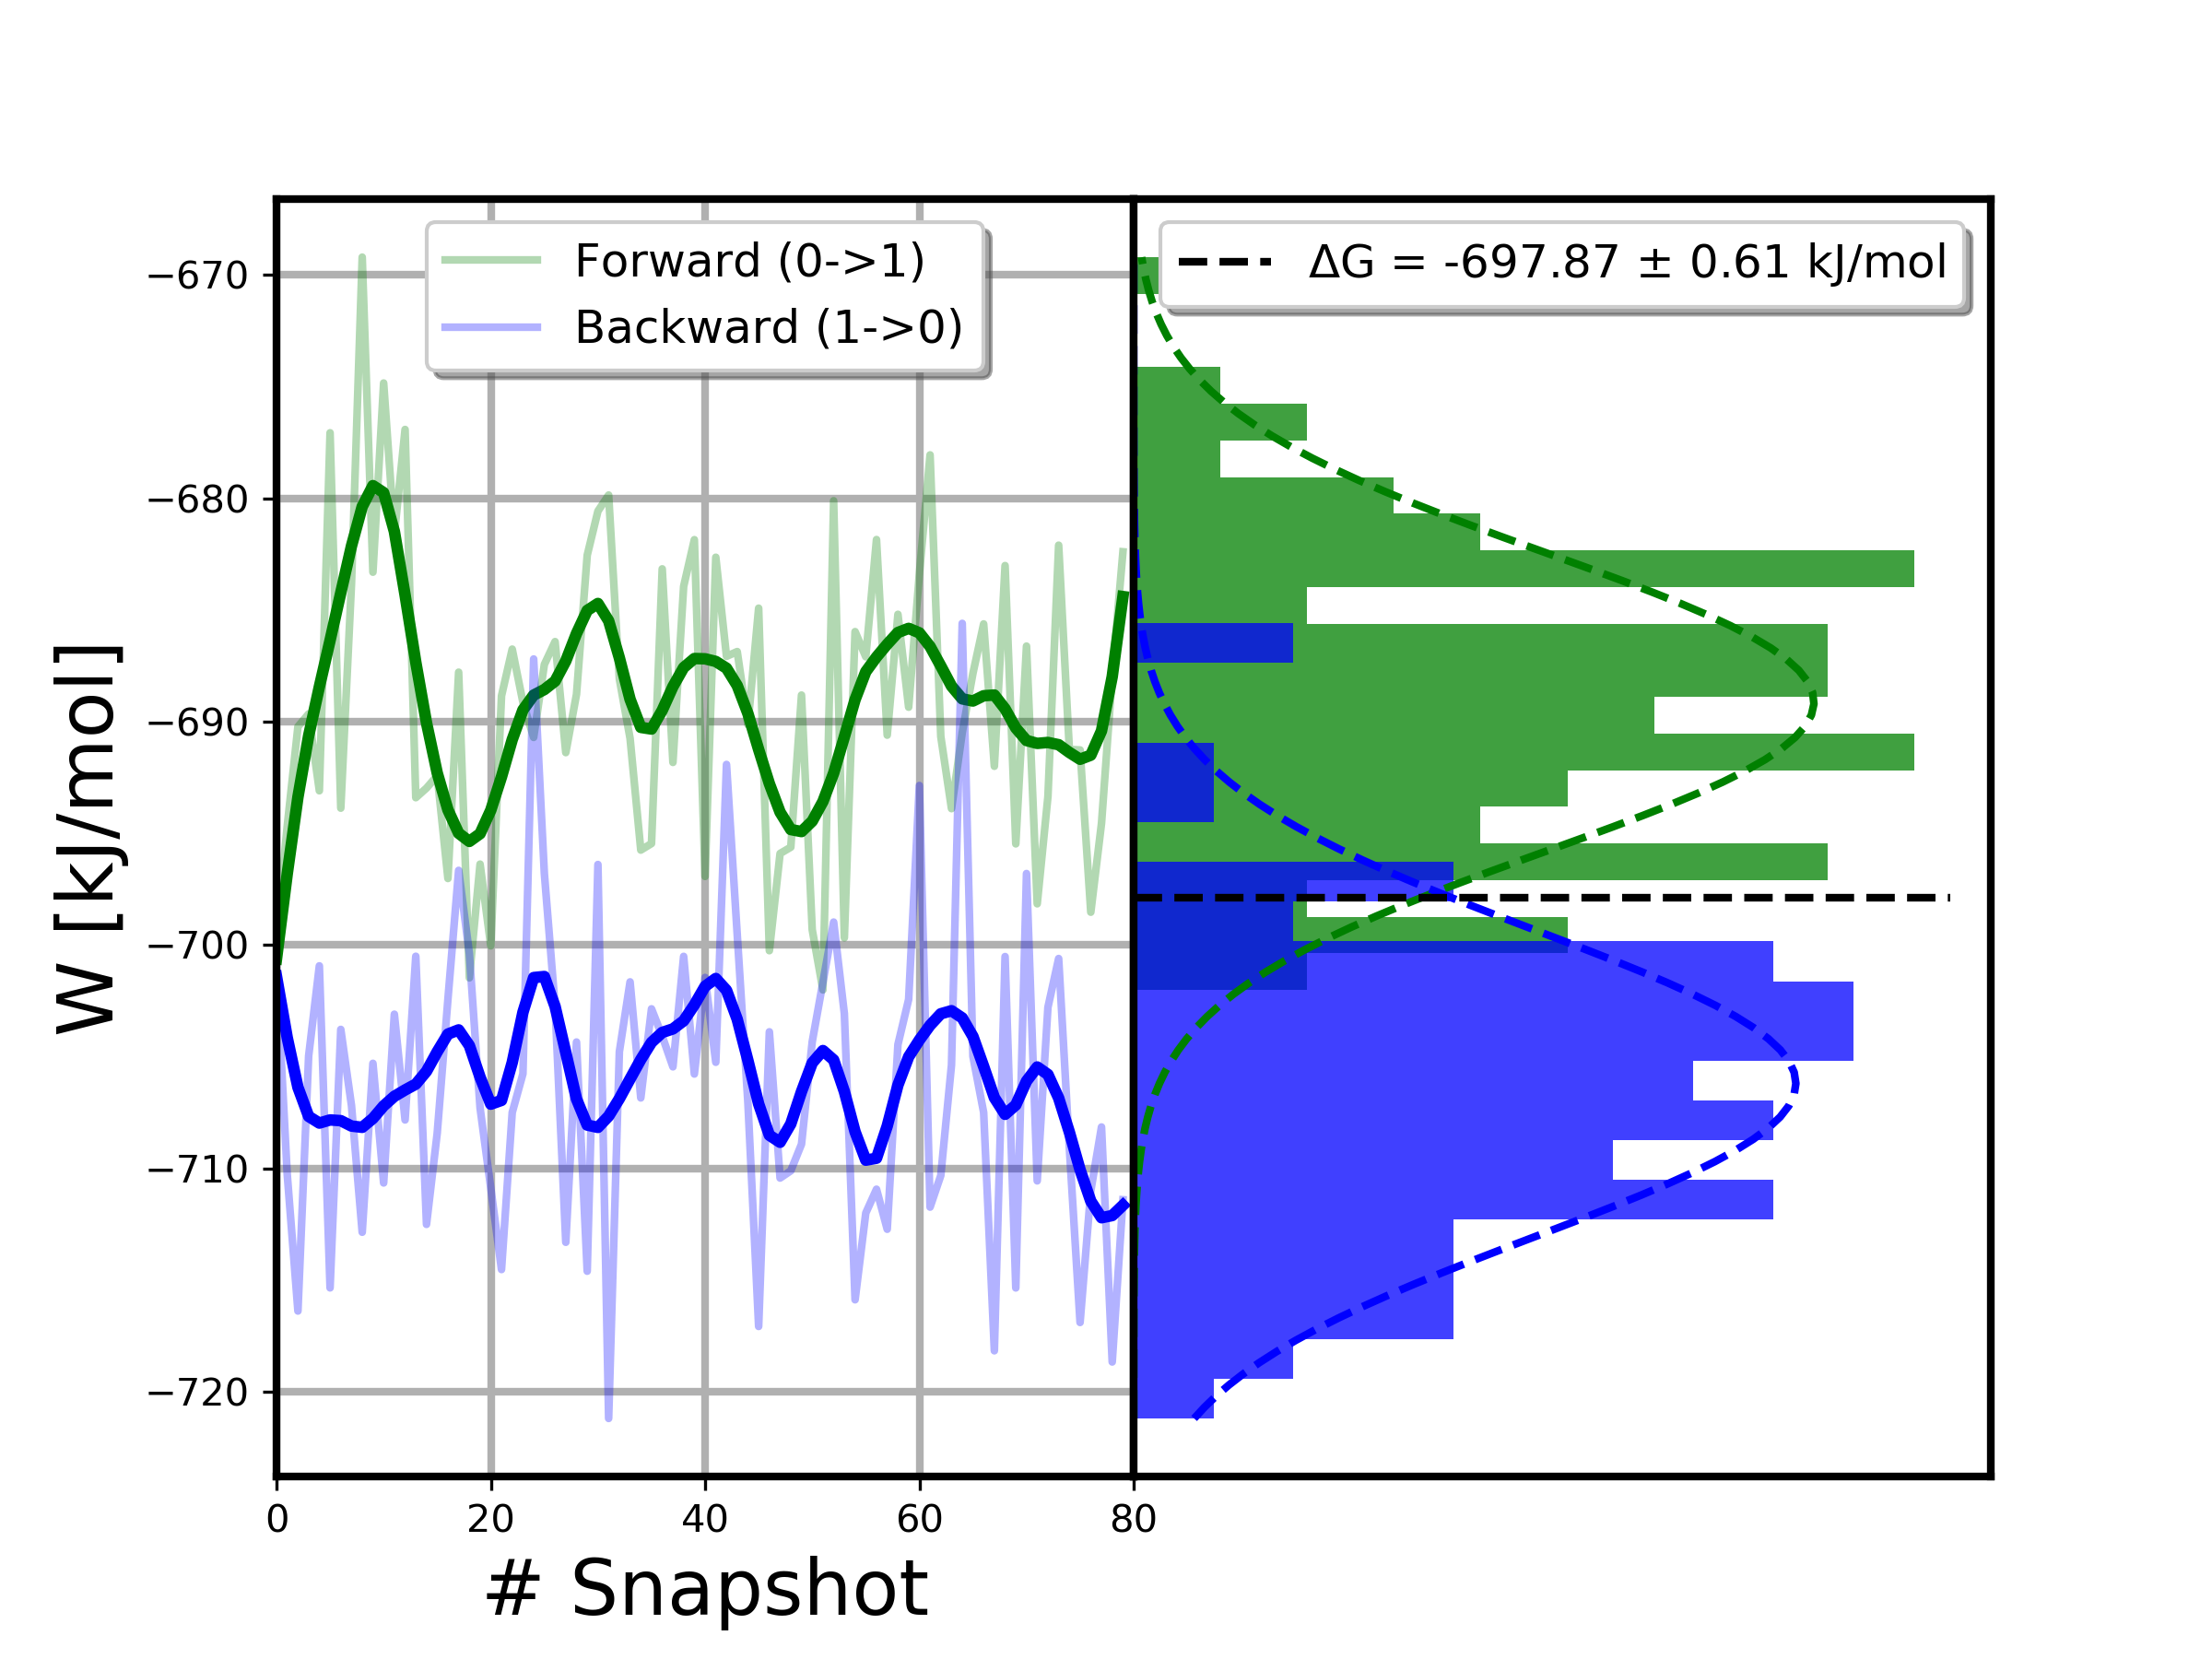 Forward (0->1)
Backward (1->0)
ΔG = -697.87 ± 0.61 kJ/mol
W [kJ/mol]
−670
−680
−690
−700
−710
−720
0 20 40 60 80
# Snapshot